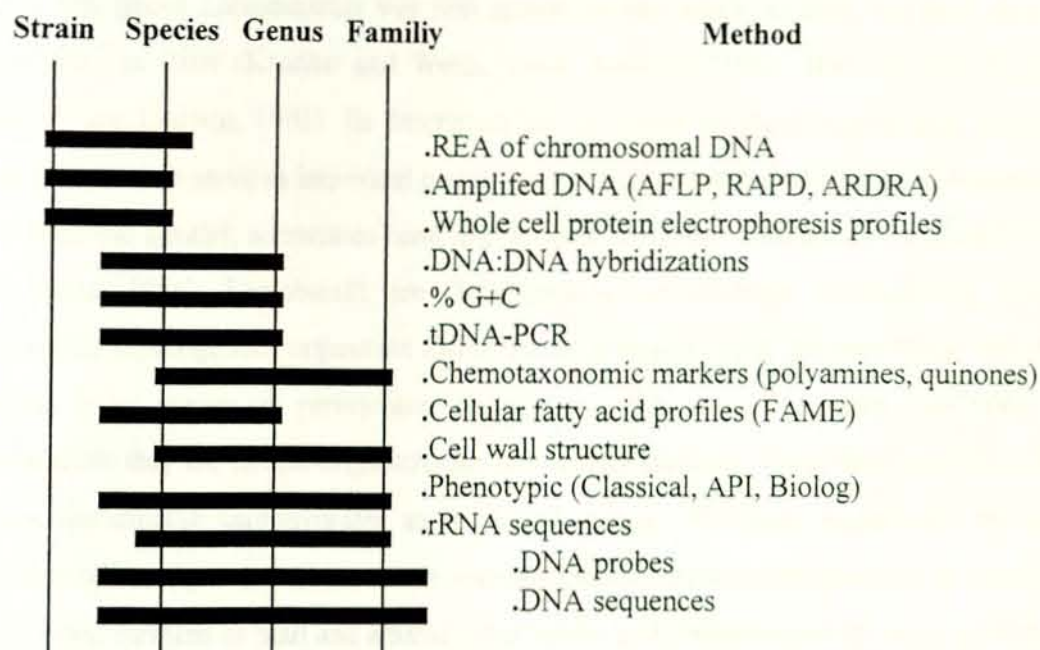 Strain Species Genus Familiy Method
.REA of chromosomal DNA
.Amplifed DNA (AFLP, RAPD, ARDRA)
.Whole cell protein electrophoresis profiles
.DNA:DNA hybridizations
.% G+C
.tDNA-PCR
.Chemotaxonomic markers (polyamines, quinones)
.Cellular fatty acid profiles (FAME)
.Cell wall structure
.Phenotypic (Classical, API, Biolog)
.rRNA sequences
.DNA probes
.DNA sequences